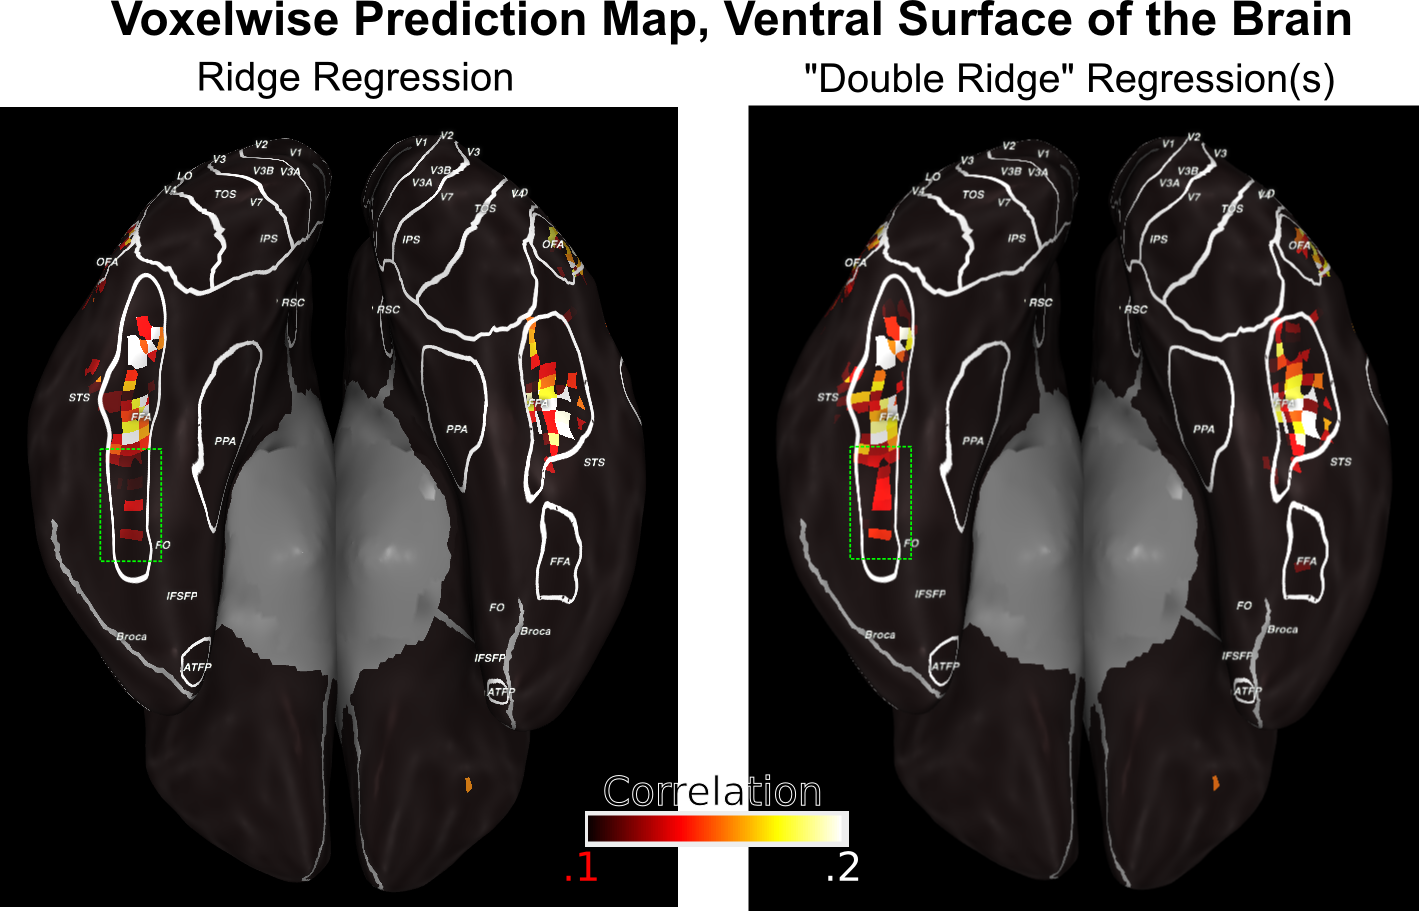 Voxelwise Prediction Map, Ventral Surface of the Brain
Ridge Regression
"Double Ridge" Regression(s)
V2
V3
V1
V3B
V3A
LO
V4
TOS
V7
IPS
OFA
RSC
STS
FFA
PPA
FO
IFSFP
Broca
ATFP
V2
V1
V3
V3B
V3A
V7
TOS
IPS
OFA
RSC
FFA
PPA
STS
FFA
FO
Broca
IFSFP
ATFP
V2
V3
V1
V3B
V3A
LO
V4
TOS
V7
IPS
OFA
RSC
STS
FFA
PPA
FO
IFSFP
Broca
ATFP
V2
V1
V3
V3B
V3A
V7
TOS
IPS
OFA
RSC
FFA
PPA
STS
FFA
FO
Broca
IFSFP
ATFP
Correlation
.1
.2